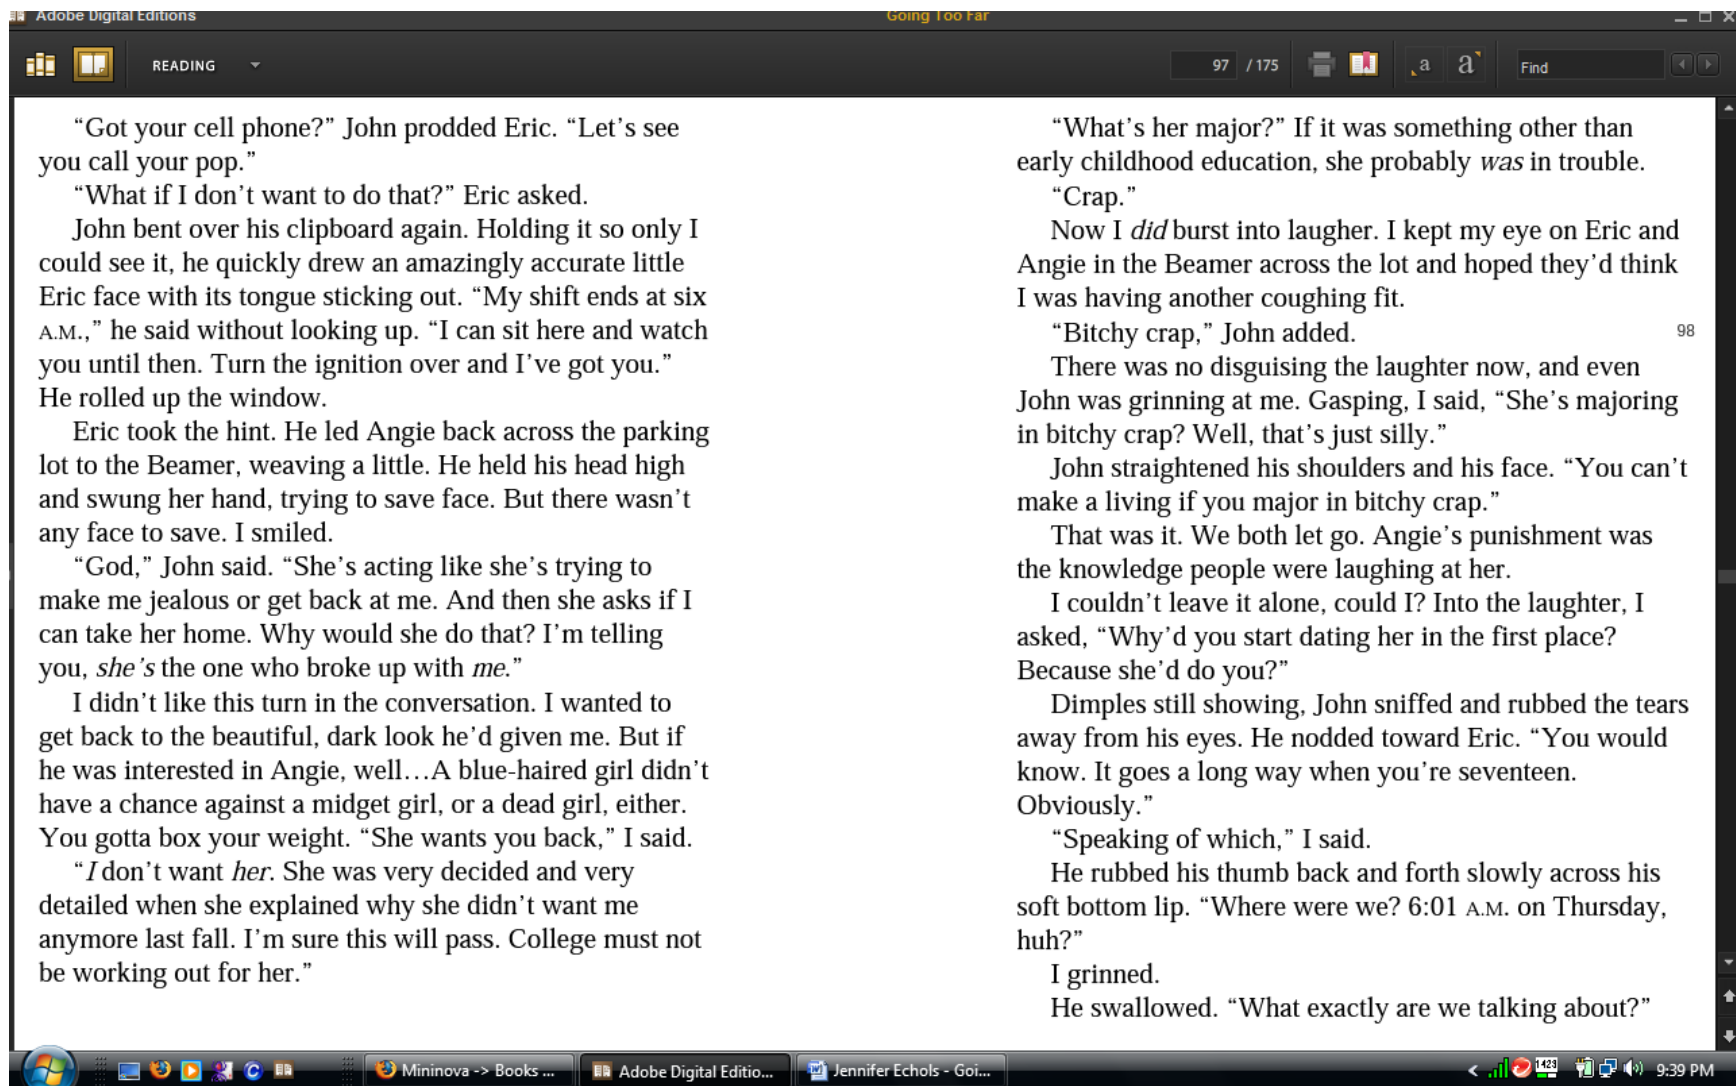 Adobe Digital Editions
Going Too Far
READING
97 / 175
a
a
Find
“Got your cell phone?” John prodded Eric. “Let’s see
you call your pop.”
“What if I don’t want to do that?” Eric asked.
John bent over his clipboard again. Holding it so only I
could see it, he quickly drew an amazingly accurate little
Eric face with its tongue sticking out. “My shift ends at six
A.M.,” he said without looking up. “I can sit here and watch
you until then. Turn the ignition over and I’ve got you.”
He rolled up the window.
Eric took the hint. He led Angie back across the parking
lot to the Beamer, weaving a little. He held his head high
and swung her hand, trying to save face. But there wasn’t
any face to save. I smiled.
“God,” John said. “She’s acting like she’s trying to
make me jealous or get back at me. And then she asks if I
can take her home. Why would she do that? I’m telling
you, she’s the one who broke up with me.”
I didn’t like this turn in the conversation. I wanted to
get back to the beautiful, dark look he’d given me. But if
he was interested in Angie, well…A blue-haired girl didn’t
have a chance against a midget girl, or a dead girl, either.
You gotta box your weight. “She wants you back,” I said.
“I don’t want her. She was very decided and very
detailed when she explained why she didn’t want me
anymore last fall. I’m sure this will pass. College must not
be working out for her.”
“What’s her major?” If it was something other than
early childhood education, she probably was in trouble.
“Crap.”
Now I did burst into laugher. I kept my eye on Eric and
Angie in the Beamer across the lot and hoped they’d think
I was having another coughing fit.
“Bitchy crap,” John added.
98
There was no disguising the laughter now, and even
John was grinning at me. Gasping, I said, “She’s majoring
in bitchy crap? Well, that’s just silly.”
John straightened his shoulders and his face. “You can’t
make a living if you major in bitchy crap.”
That was it. We both let go. Angie’s punishment was
the knowledge people were laughing at her.
I couldn’t leave it alone, could I? Into the laughter, I
asked, “Why’d you start dating her in the first place?
Because she’d do you?”
Dimples still showing, John sniffed and rubbed the tears
away from his eyes. He nodded toward Eric. “You would
know. It goes a long way when you’re seventeen.
Obviously.”
“Speaking of which,” I said.
He rubbed his thumb back and forth slowly across his
soft bottom lip. “Where were we? 6:01 A.M. on Thursday,
huh?”
I grinned.
He swallowed. “What exactly are we talking about?”
Mininova -> Books ...
Adobe Digital Editio...
Jennifer Echols - Goi...
9:39 PM